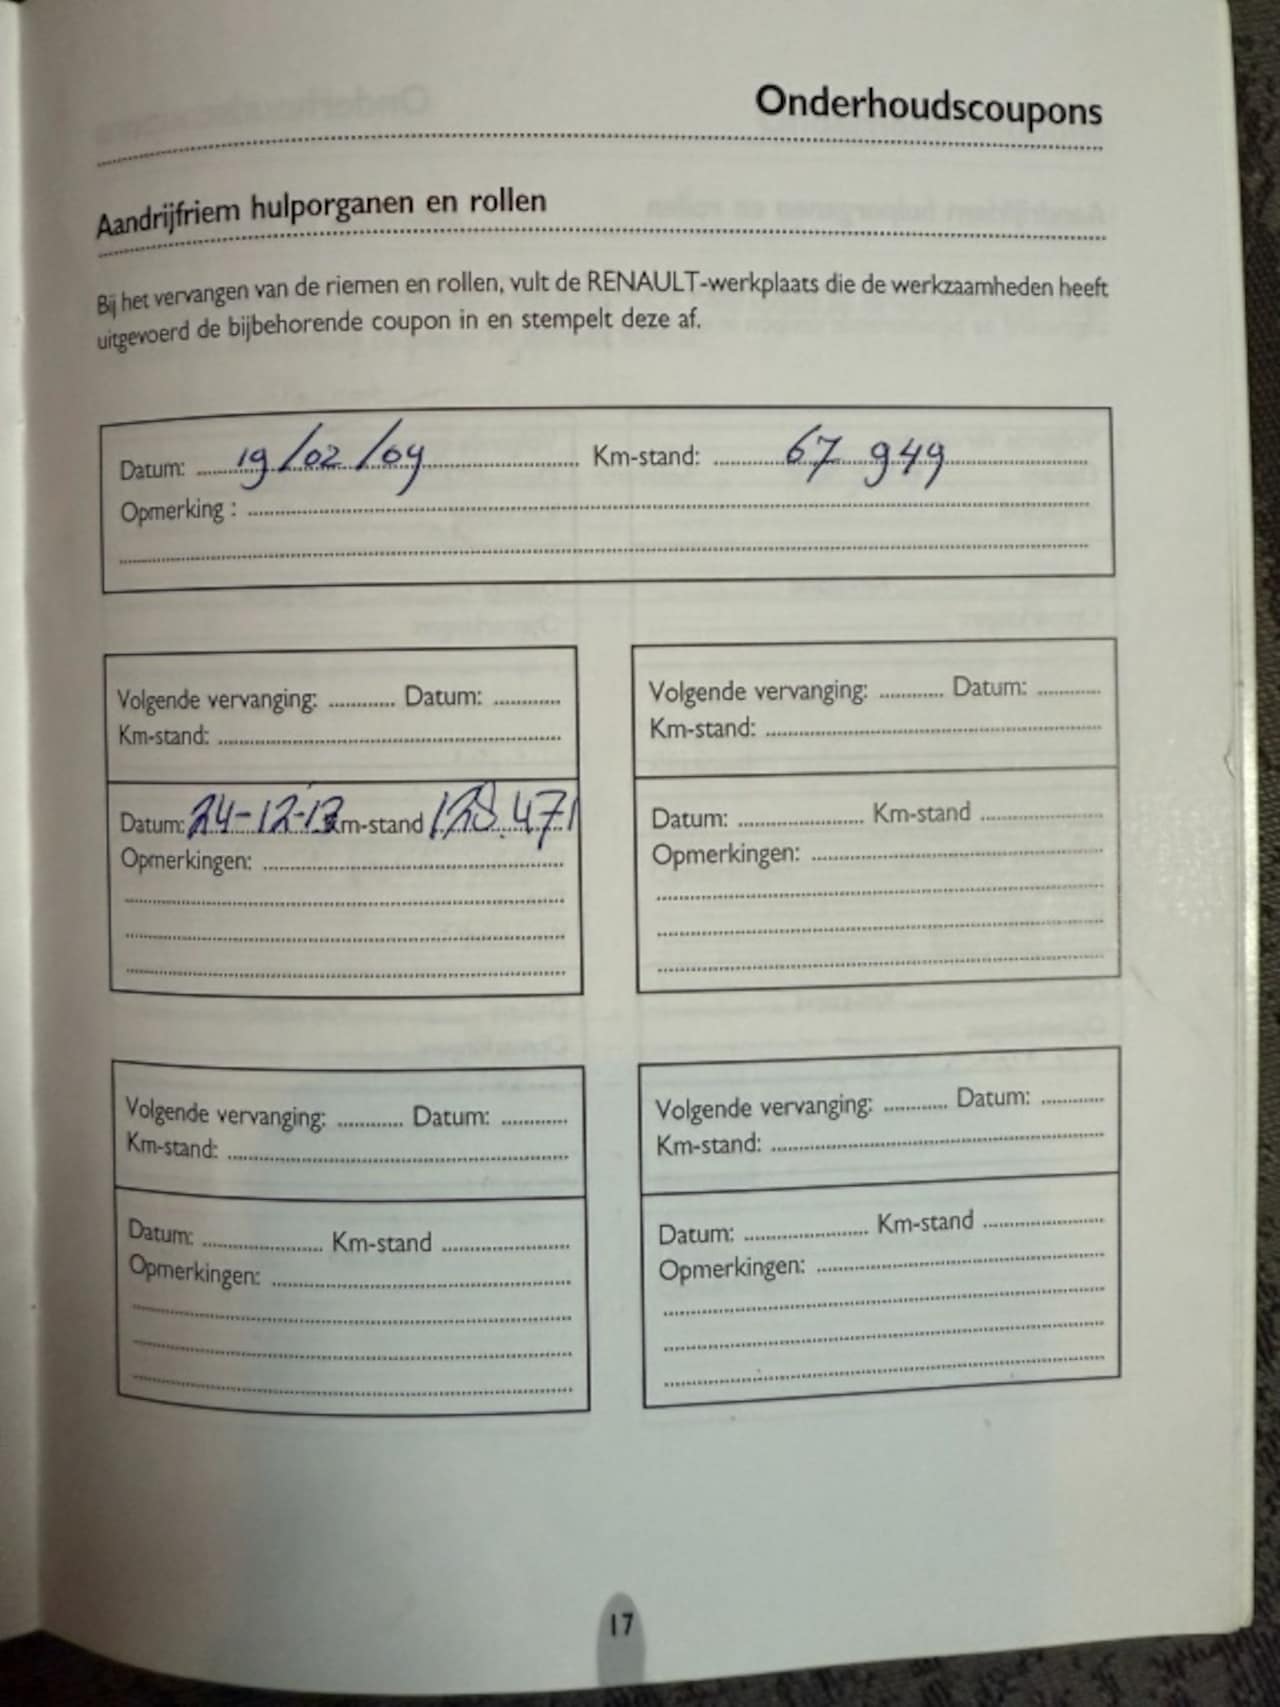 Onderhoudscoupons
Aandrijfriem hulporganen en rollen
Bij het vervangen van de riemen en rollen, vult de RENAULT-werkplaats die de werkzaamheden heeft
uitgevoerd de bijbehorende coupon in en stempelt deze af.
Datum: 19/02/09 Km-stand: 67 949
Opmerking :
Volgende vervanging: Datum:
Km-stand:
Datum: 24-12-13 Km-stand 128.471
Opmerkingen:
Volgende vervanging: Datum:
Km-stand:
Datum: Km-stand
Opmerkingen:
Volgende vervanging: Datum:
Km-stand:
Datum: Km-stand
Opmerkingen:
Volgende vervanging: Datum:
Km-stand:
Datum: Km-stand
Opmerkingen:
17